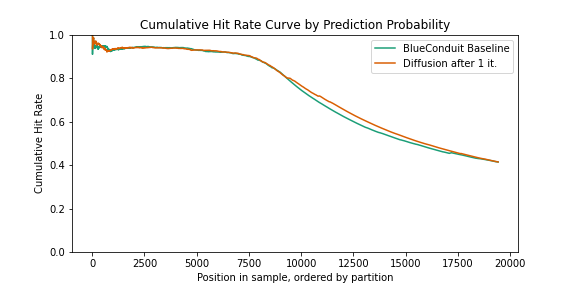 Cumulative Hit Rate Curve by Prediction Probability
BlueConduit Baseline
Diffusion after 1 it.
Cumulative Hit Rate
1.0
0.8
0.6
0.4
0.2
0.0
0 2500 5000 7500 10000 12500 15000 17500 20000
Position in sample, ordered by partition